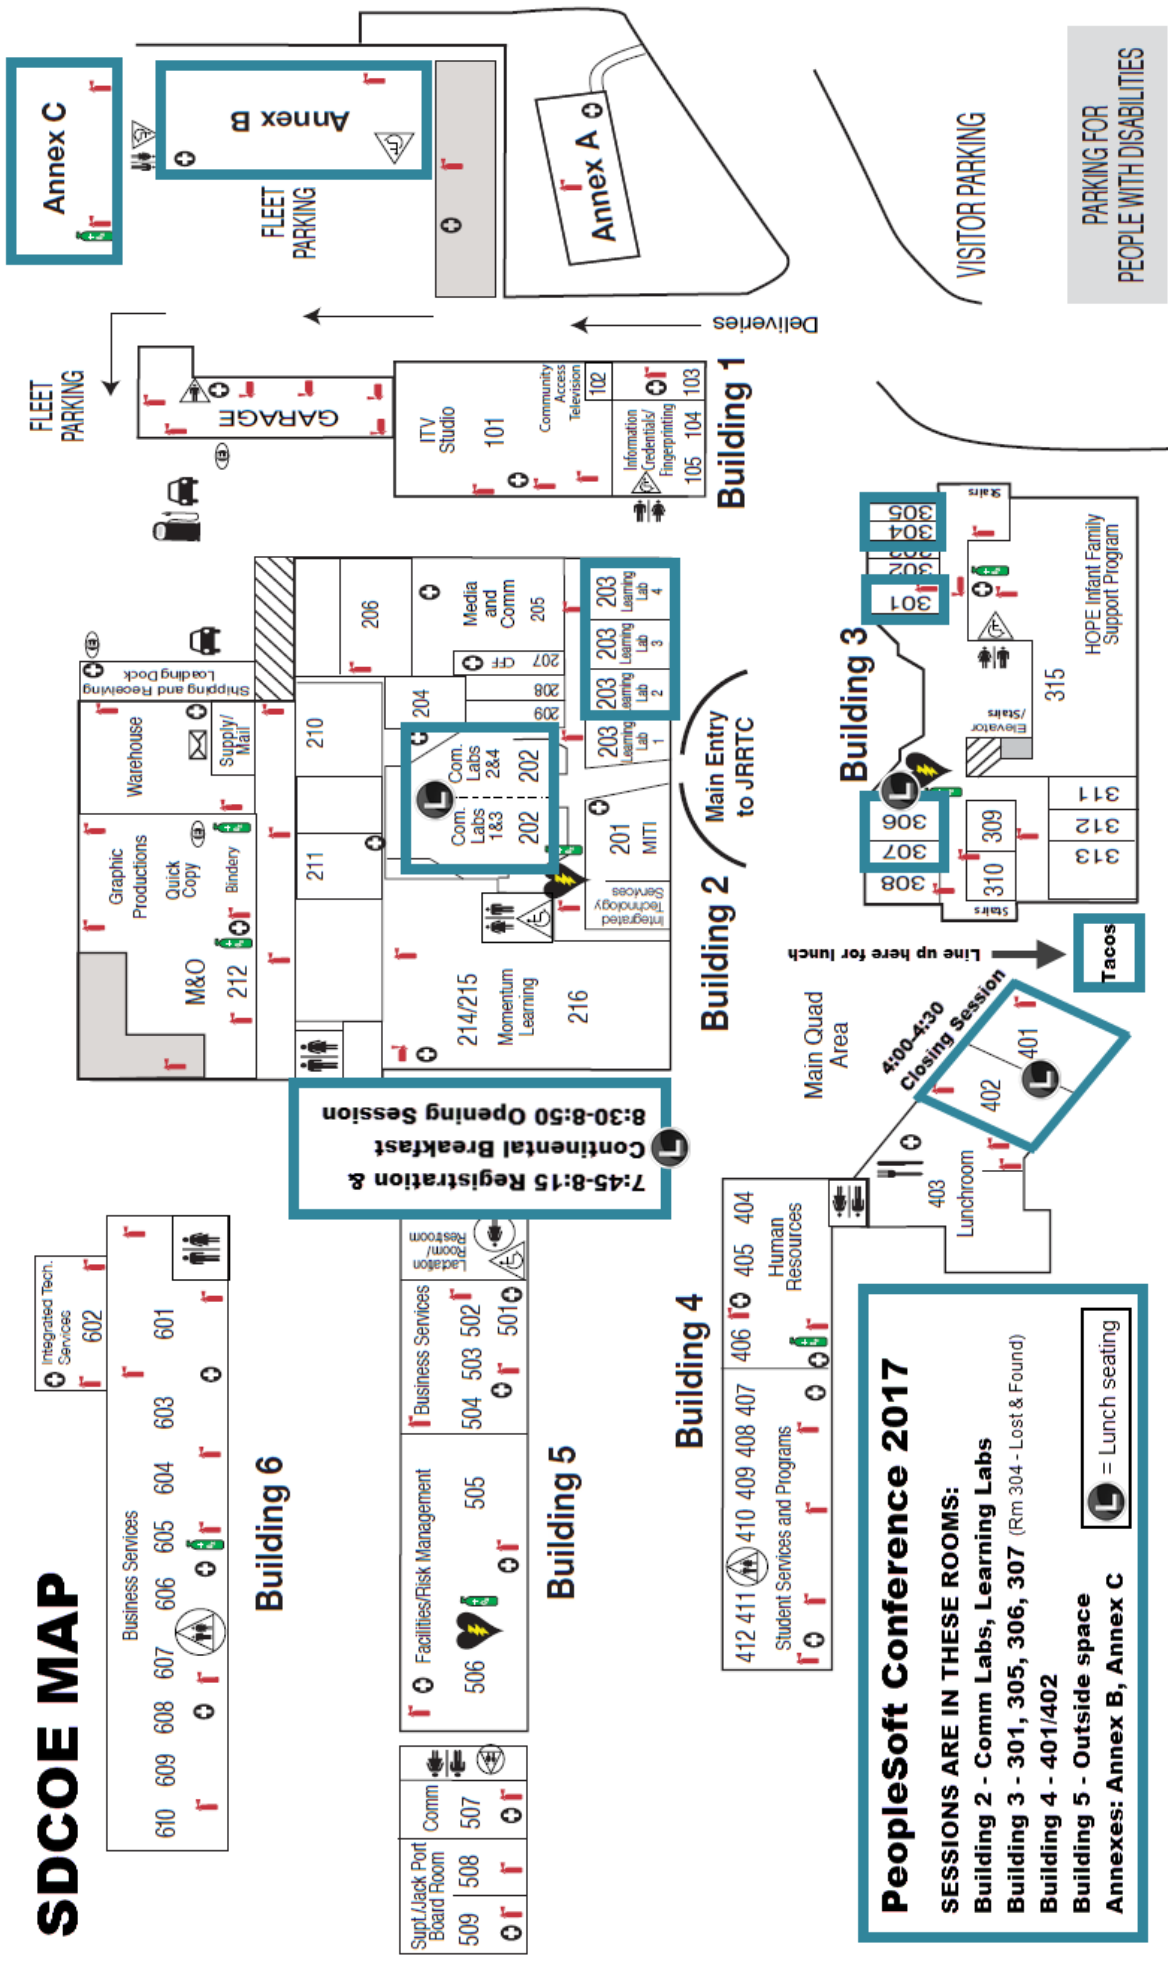 SDCOE MAP
Integrated Tech.
Services
602
Business Services
610 609 608 607 606 605 604 603 601
Building 6
Supt./Jack Port
Board Room
509 508
Comm
507
Facilities/Risk Management
506 505
Business Services
504 503 502
501
Lactation
Room/
Restroom
Building 5
7:45-8:15 Registration &
Continental Breakfast
8:30-8:50 Opening Session
L
Building 4
412 411 410 409 408 407
Student Services and Programs
406 405 404
Human
Resources
403
Lunchroom
402
401
L
4:00-4:30
Closing Session
Main Quad
Area
Line up here for lunch
Tacos
M&O
212
Graphic
Productions
Quick
Copy
Bindery
Warehouse
Supply/
Mail
Shipping and Receiving
Loading Dock
211
210
206
204
214/215
Momentum
Learning
216
Com.
Labs
1&3
202
Com.
Labs
2&4
202
L
209
208
207
CFF
Media
and
Comm
205
Integrated
Technology
Services
201
MITI
203
Learning
Lab
1
203
Learning
Lab
2
203
Learning
Lab
3
203
Learning
Lab
4
Building 2
Main Entry
to JRRTC
Building 3
308
307
306
L
302
301
304
305
Stairs
Stairs
310
309
313
312
311
Elevator
/Stairs
315
HOPE Infant Family
Support Program
FLEET
PARKING
GARAGE
ITV
Studio
101
Community
Access
Television
102
Information
Credentials/
Fingerprinting
105 104 103
Building 1
Deliveries
FLEET
PARKING
Annex C
Annex B
Annex A
VISITOR PARKING
PARKING FOR
PEOPLE WITH DISABILITIES
PeopleSoft Conference 2017
SESSIONS ARE IN THESE ROOMS:
Building 2 - Comm Labs, Learning Labs
Building 3 - 301, 305, 306, 307 (Rm 304 - Lost & Found)
Building 4 - 401/402
Building 5 - Outside space
Annexes: Annex B, Annex C
L = Lunch seating